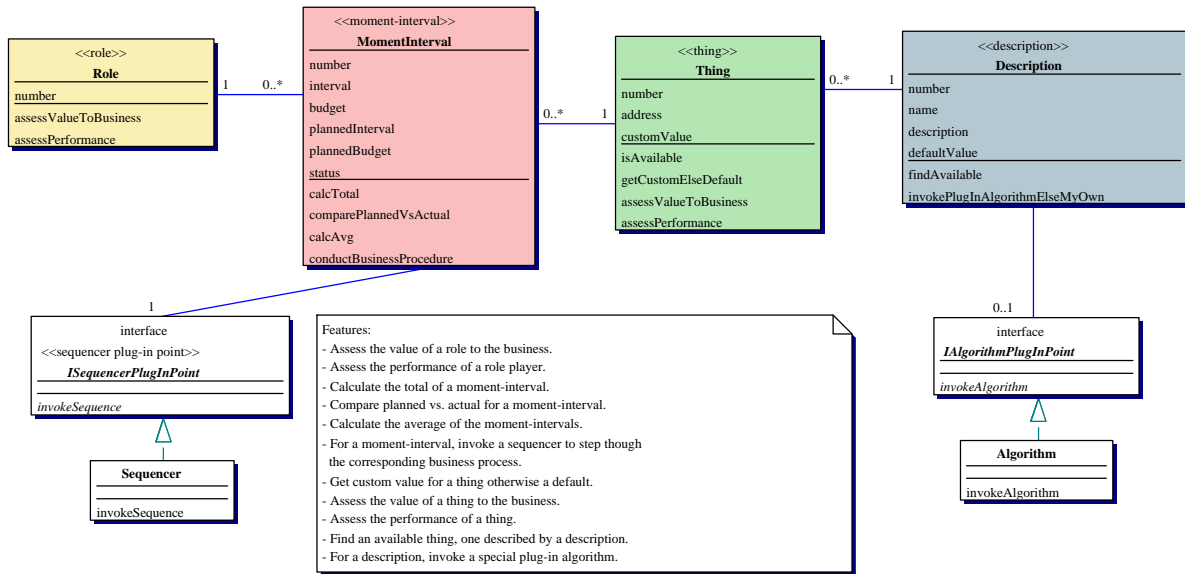 <<role>>
Role
number
assessValueToBusiness
assessPerformance
1
0..*
<<moment-interval>>
MomentInterval
number
interval
budget
plannedInterval
plannedBudget
status
calcTotal
comparePlannedVsActual
calcAvg
conductBusinessProcedure
0..*
1
<<thing>>
Thing
number
address
customValue
isAvailable
getCustomElseDefault
assessValueToBusiness
assessPerformance
0..*
1
<<description>>
Description
number
name
description
defaultValue
findAvailable
invokePlugInAlgorithmElseMyOwn
1
interface
<<sequencer plug-in point>>
ISequencerPlugInPoint
invokeSequence
Sequencer
invokeSequence
Features:
- Assess the value of a role to the business.
- Assess the performance of a role player.
- Calculate the total of a moment-interval.
- Compare planned vs. actual for a moment-interval.
- Calculate the average of the moment-intervals.
- For a moment-interval, invoke a sequencer to step though
the corresponding business process.
- Get custom value for a thing otherwise a default.
- Assess the value of a thing to the business.
- Assess the performance of a thing.
- Find an available thing, one described by a description.
- For a description, invoke a special plug-in algorithm.
0..1
interface
IAlgorithmPlugInPoint
invokeAlgorithm
Algorithm
invokeAlgorithm